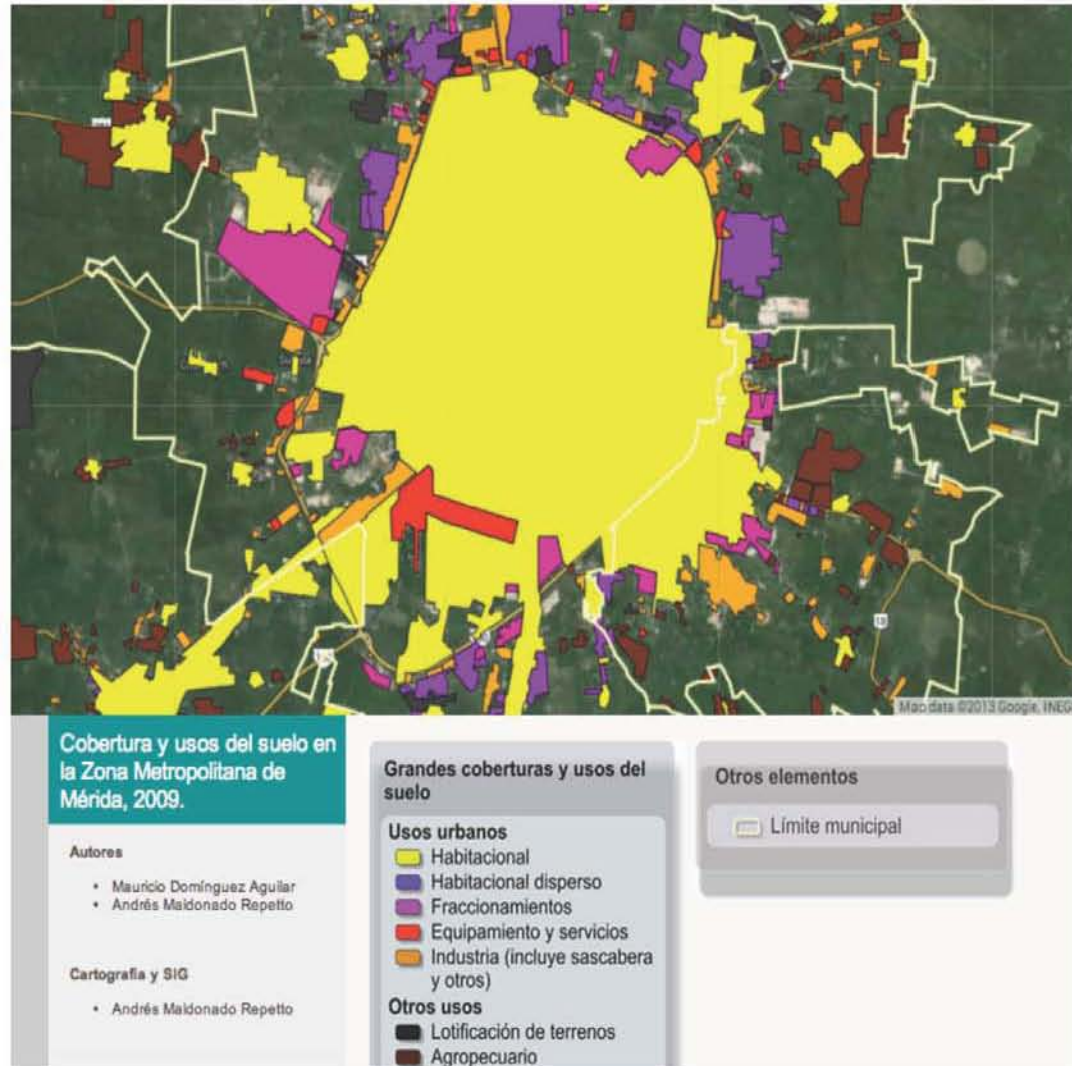 Map data ©2013 Google, INEG
18
Cobertura y usos del suelo en
la Zona Metropolitana de
Mérida, 2009.
Autores
• Mauricio Domínguez Aguilar
• Andrés Maldonado Repetto
Cartografía y SIG
• Andrés Maldonado Repetto
Grandes coberturas y usos del
suelo
Usos urbanos
Habitacional
Habitacional disperso
Fraccionamientos
Equipamiento y servicios
Industria (incluye sascabera
y otros)
Otros usos
Lotificación de terrenos
Agropecuario
Otros elementos
Límite municipal